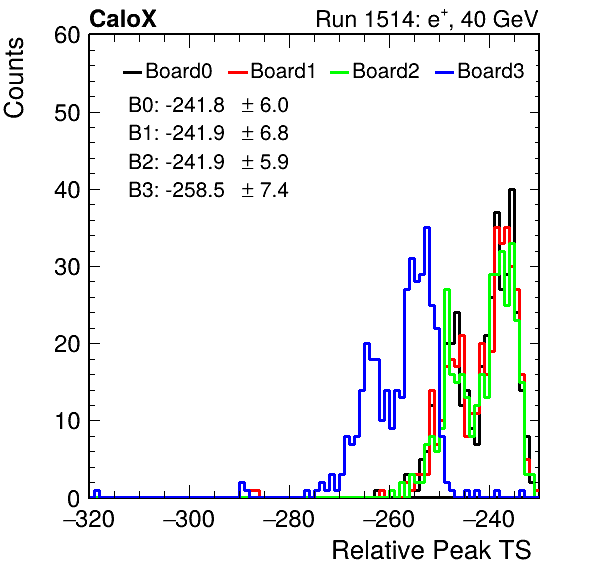 CaloX Run 1514: e⁺, 40 GeV
Counts
60
Board0 Board1 Board2 Board3
B0: -241.8 ± 6.0
50
B1: -241.9 ± 6.8
B2: -241.9 ± 5.9
B3: -258.5 ± 7.4
40
30
20
10
0
−320 −300 −280 −260 −240
Relative Peak TS